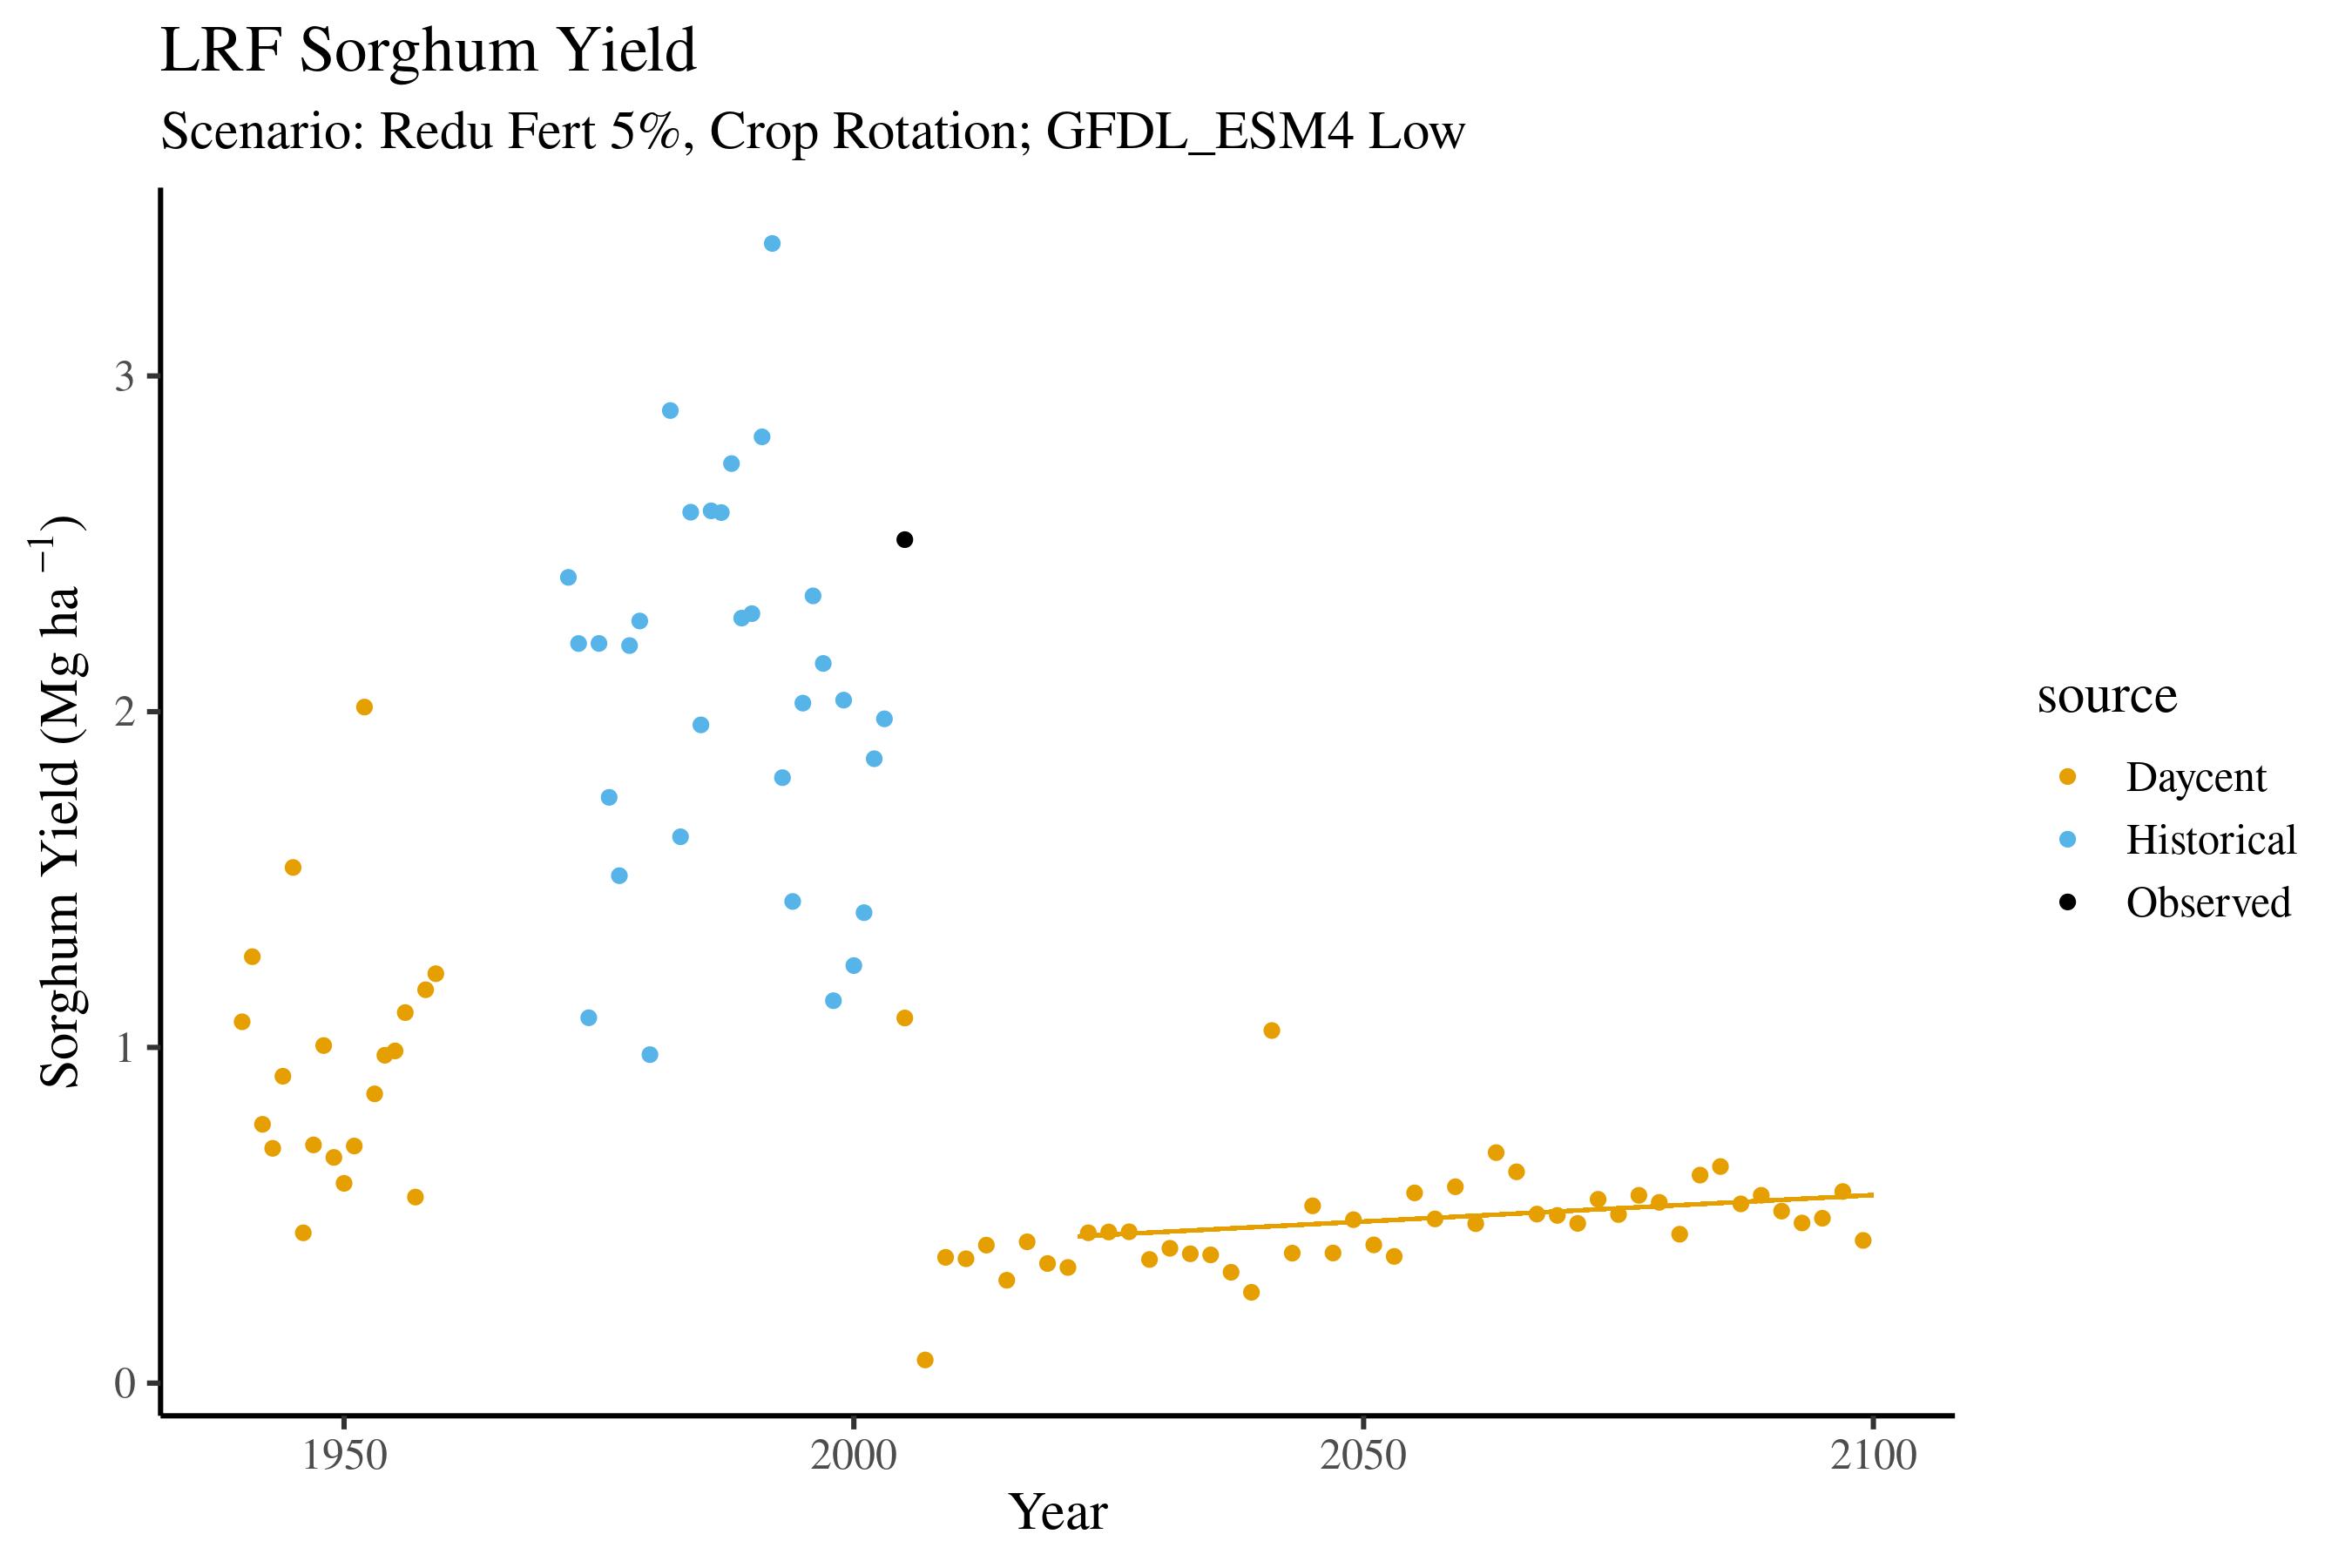 LRF Sorghum Yield
Scenario: Redu Fert 5%, Crop Rotation; GFDL_ESM4 Low
Sorghum Yield (Mg ha −1)
3
2
1
0
1950 2000 2050 2100
Year
source
Daycent
Historical
Observed